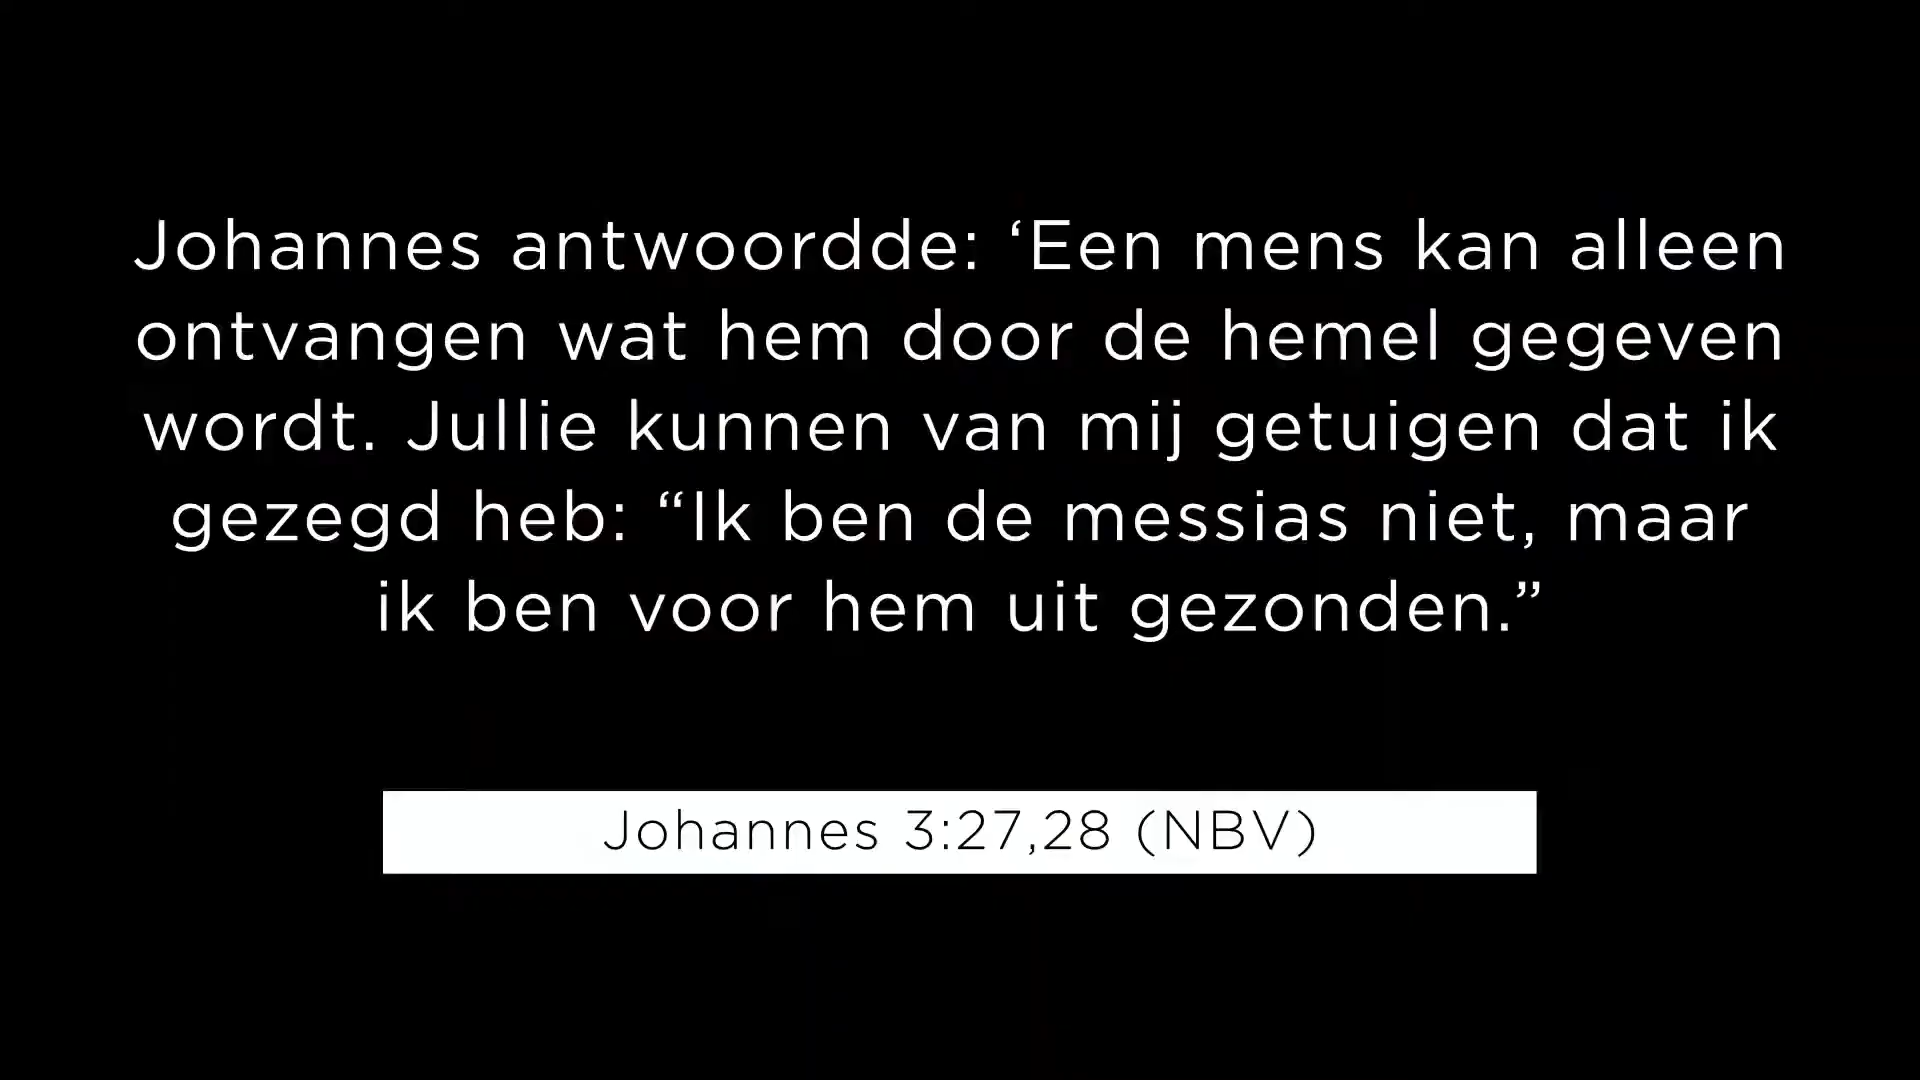 Johannes antwoordde: ‘Een mens kan alleen
ontvangen wat hem door de hemel gegeven
wordt. Jullie kunnen van mij getuigen dat ik
gezegd heb: “Ik ben de messias niet, maar
ik ben voor hem uit gezonden.”
Johannes 3:27,28 (NBV)